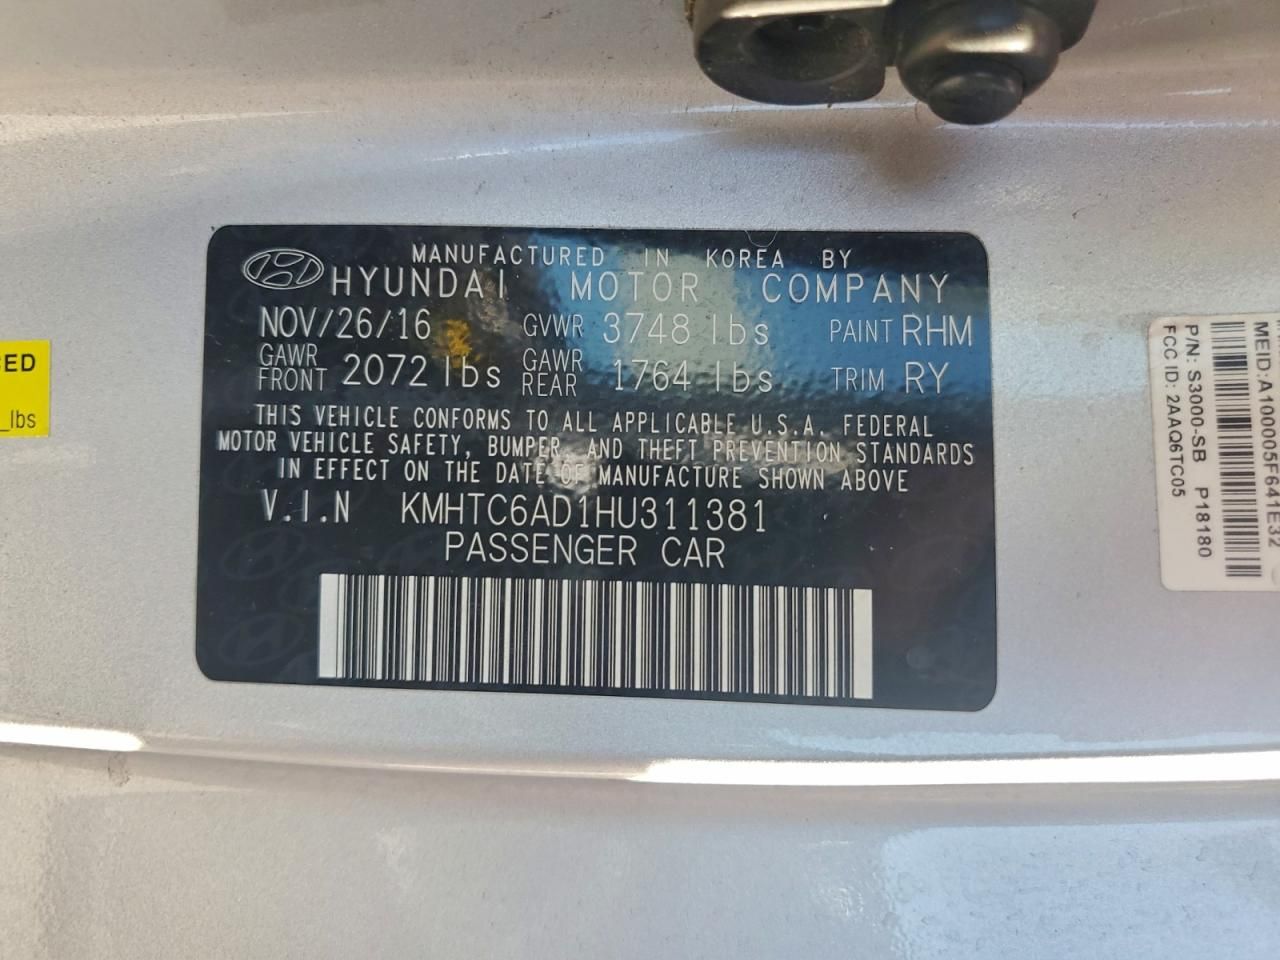 MANUFACTURED IN KOREA BY
HYUNDAI MOTOR COMPANY
NOV/26/16 GVWR 3748 lbs PAINT RHM
GAWR FRONT 2072 lbs GAWR REAR 1764 lbs TRIM RY
THIS VEHICLE CONFORMS TO ALL APPLICABLE U.S.A. FEDERAL
MOTOR VEHICLE SAFETY, BUMPER, AND THEFT PREVENTION STANDARDS
IN EFFECT ON THE DATE OF MANUFACTURE SHOWN ABOVE
V.I.N KMHTC6AD1HU311381
PASSENGER CAR
lbs
MEID:A100005F641E32
P/N: S3000-SB P18180
FCC ID: 2AAQ6TC05